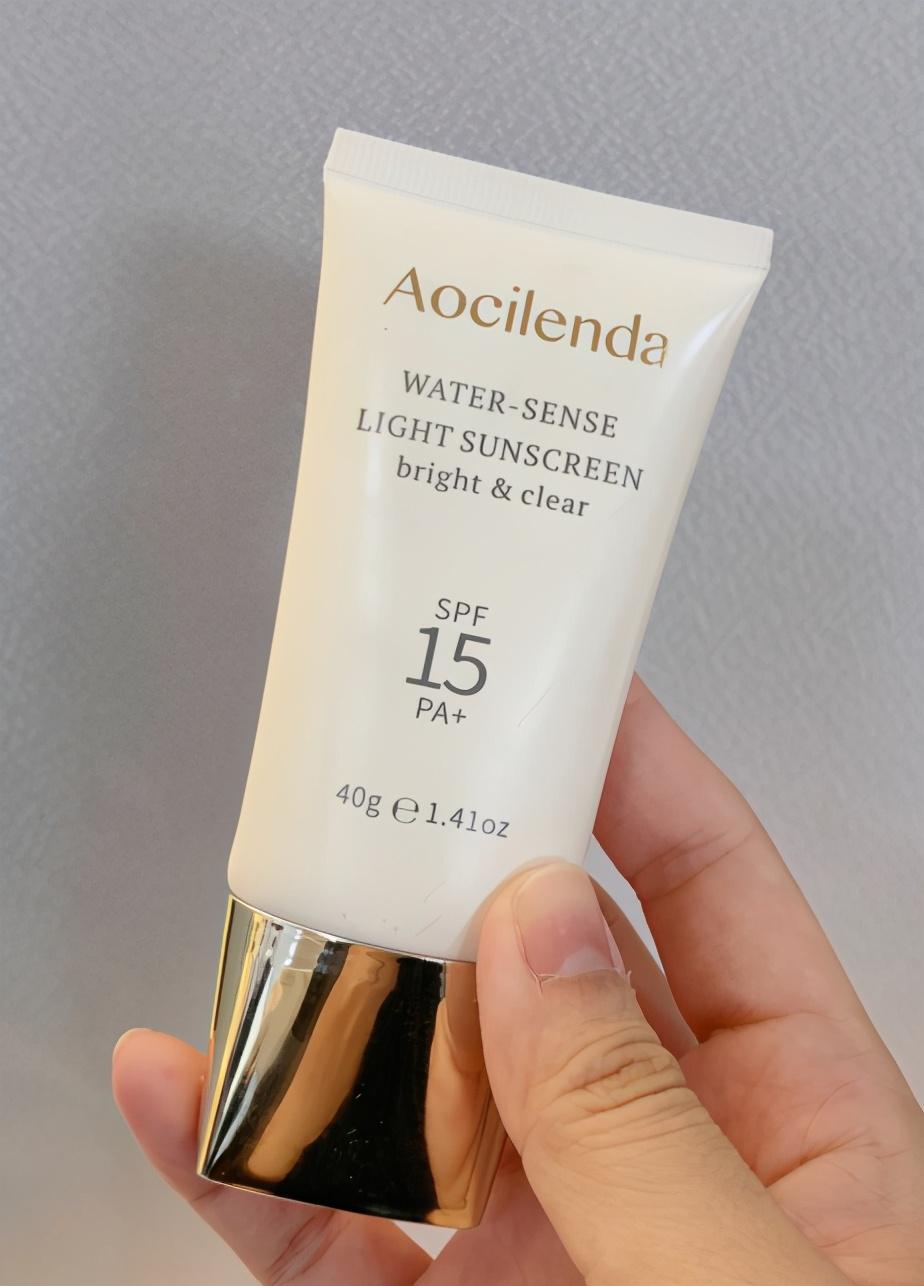 Aocilenda
WATER-SENSE
LIGHT SUNSCREEN
bright & clear
SPF
15
PA+
40g ℮ 1.41oz